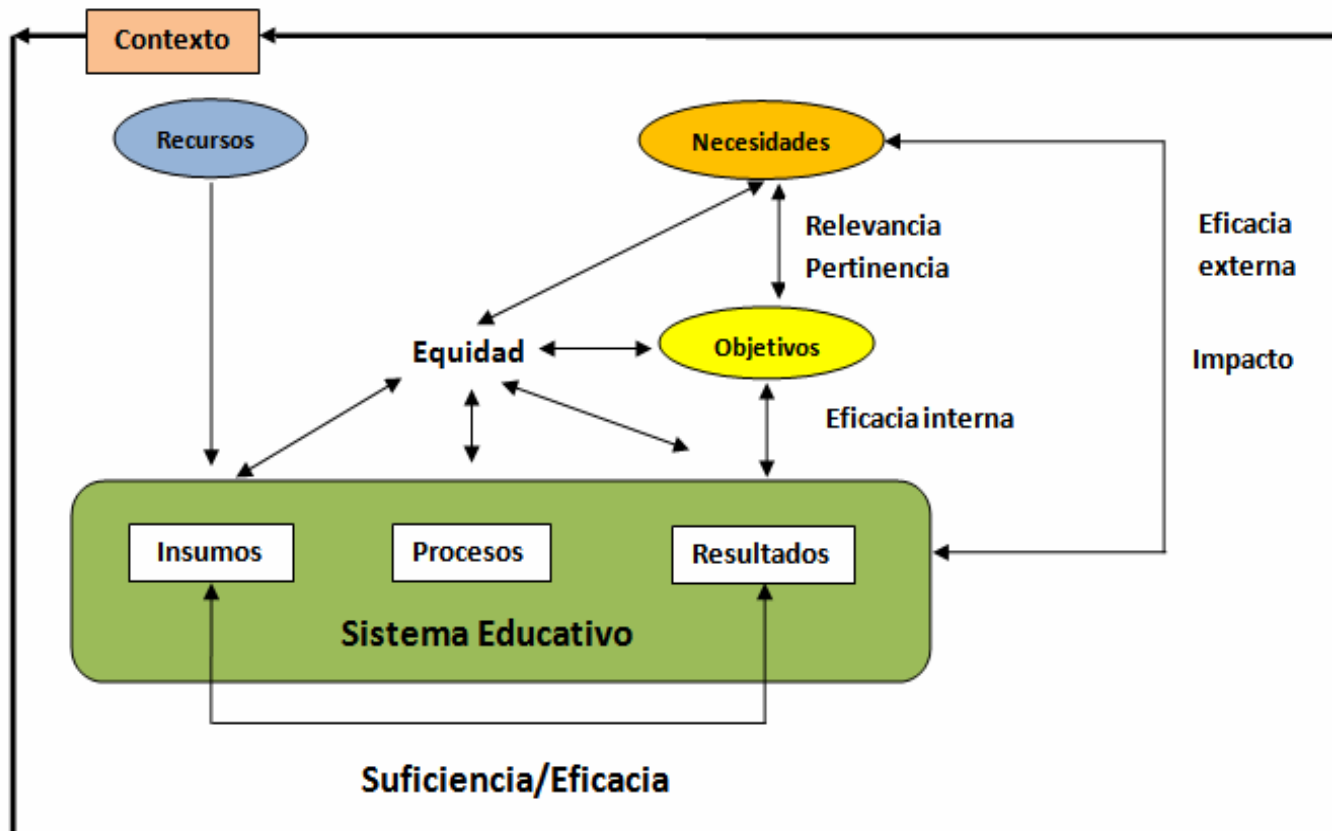 Contexto
Recursos
Necesidades
Relevancia
Pertinencia
Eficacia
externa
Equidad
Objetivos
Impacto
Eficacia interna
Insumos
Procesos
Resultados
Sistema Educativo
Suficiencia/Eficacia